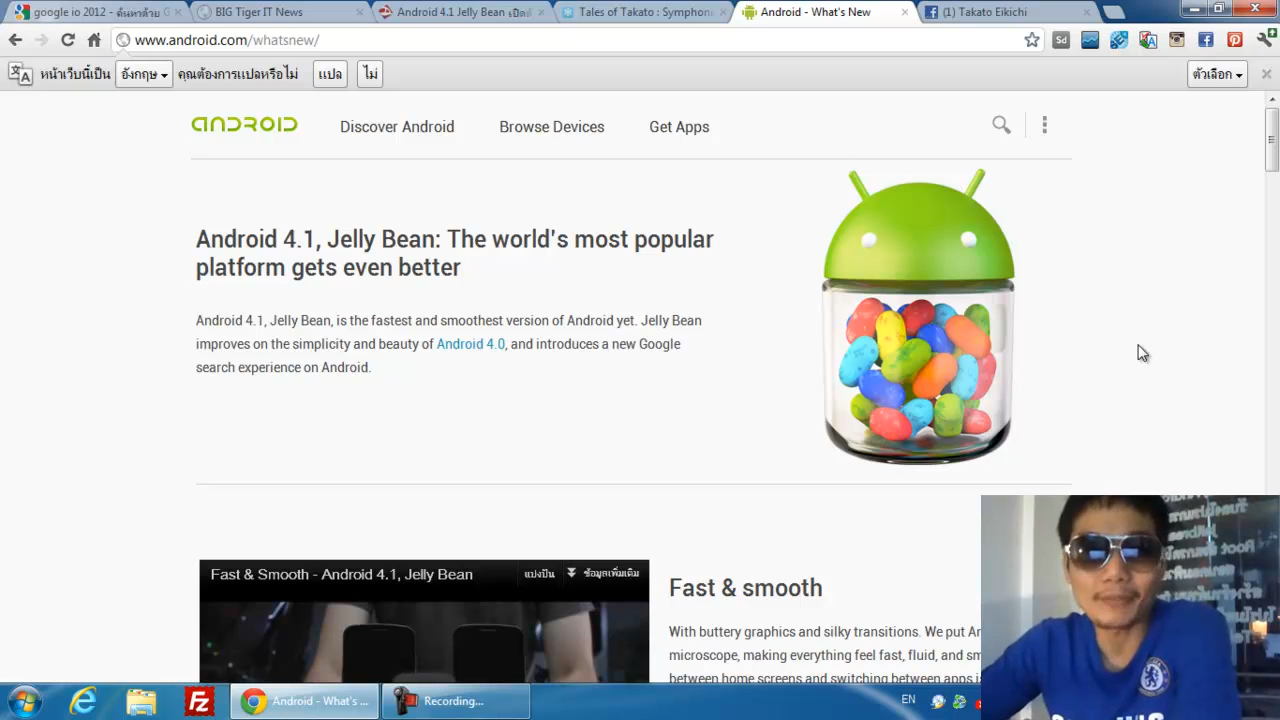 google io 2012 - ค้นหาด้วย G
BIG Tiger IT News
Android 4.1 Jelly Bean เปิดตั
Tales of Takato : Symphon
Android - What's New
(1) Takato Eikichi
www.android.com/whatsnew/
หน้าเว็บนี้เป็น อังกฤษ คุณต้องการแปลหรือไม่ แปล ไม่ ตัวเลือก
ANDROID Discover Android Browse Devices Get Apps
Android 4.1, Jelly Bean: The world's most popular
platform gets even better
Android 4.1, Jelly Bean, is the fastest and smoothest version of Android yet. Jelly Bean
improves on the simplicity and beauty of Android 4.0, and introduces a new Google
search experience on Android.
Fast & Smooth - Android 4.1, Jelly Bean แบ่งปัน ข้อมูลเพิ่มเติม
Fast & smooth
With buttery graphics and silky transitions. We put An
microscope, making everything feel fast, fluid, and sm
between home screens and switching between apps i
Root
Android - What's ...
Recording...
EN